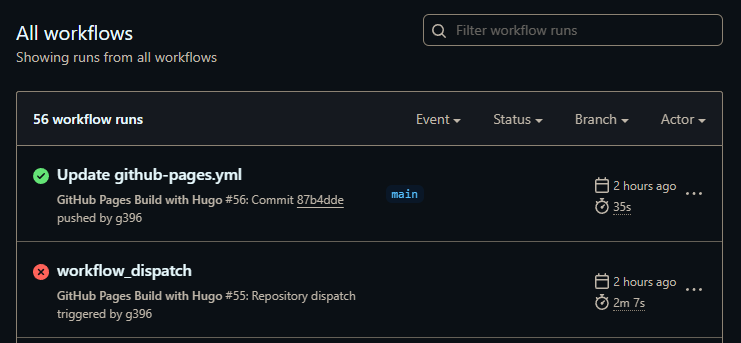 All workflows
Filter workflow runs
Showing runs from all workflows
56 workflow runs
Event
Status
Branch
Actor
Update github-pages.yml
GitHub Pages Build with Hugo #56: Commit 87b4dde
pushed by g396
main
2 hours ago
35s
workflow_dispatch
GitHub Pages Build with Hugo #55: Repository dispatch
triggered by g396
2 hours ago
2m 7s